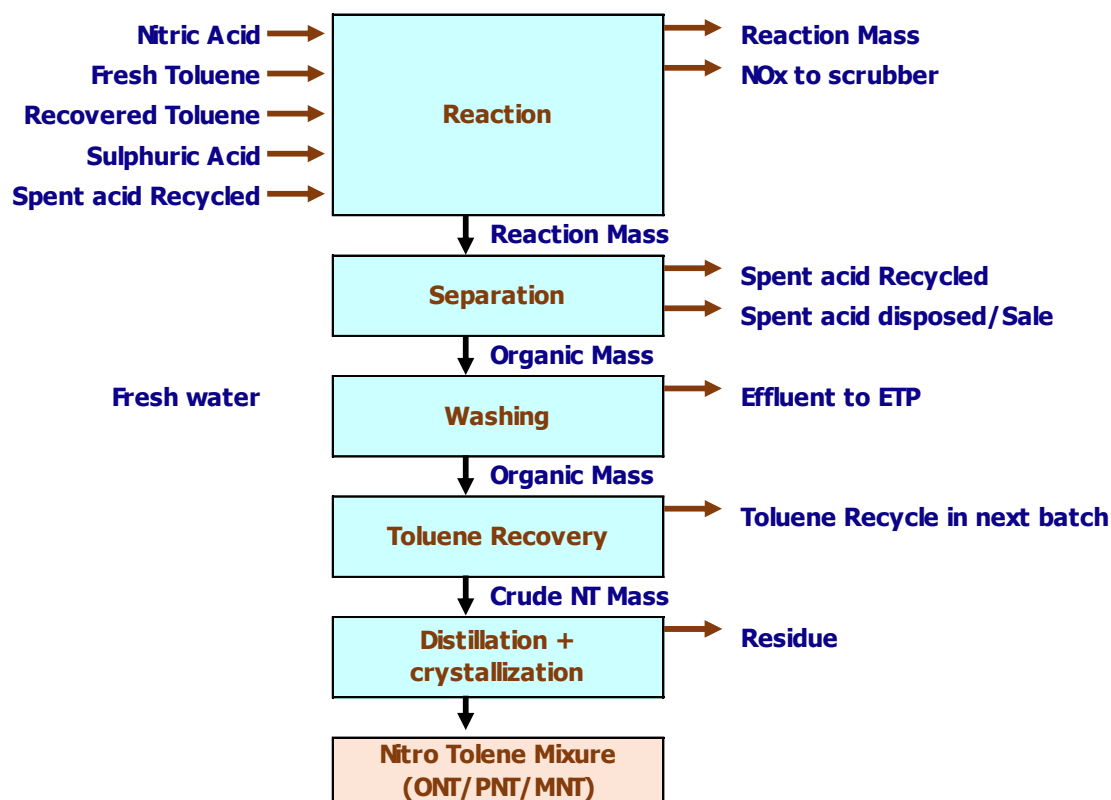 Nitric Acid
Fresh Toluene
Recovered Toluene
Sulphuric Acid
Spent acid Recycled
Reaction
Reaction Mass
NOx to scrubber
Reaction Mass
Separation
Spent acid Recycled
Spent acid disposed/Sale
Organic Mass
Fresh water
Washing
Effluent to ETP
Organic Mass
Toluene Recovery
Toluene Recycle in next batch
Crude NT Mass
Distillation +
crystallization
Residue
Nitro Tolene Mixure
(ONT/PNT/MNT)